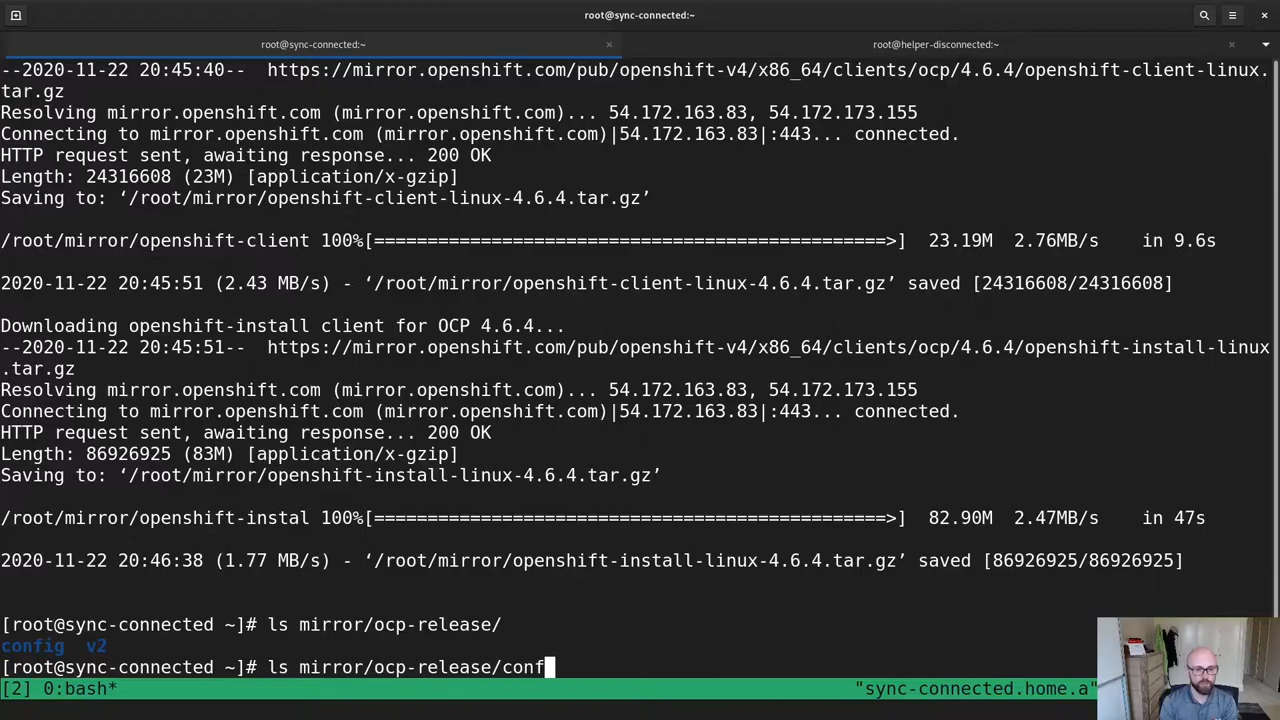 root@sync-connected:~
root@sync-connected:~
root@helper-disconnected:~
--2020-11-22 20:45:40--  https://mirror.openshift.com/pub/openshift-v4/x86_64/clients/ocp/4.6.4/openshift-client-linux.
tar.gz
Resolving mirror.openshift.com (mirror.openshift.com)... 54.172.163.83, 54.172.173.155
Connecting to mirror.openshift.com (mirror.openshift.com)|54.172.163.83|:443... connected.
HTTP request sent, awaiting response... 200 OK
Length: 24316608 (23M) [application/x-gzip]
Saving to: ‘/root/mirror/openshift-client-linux-4.6.4.tar.gz’
/root/mirror/openshift-client 100%[================================================>]  23.19M  2.76MB/s    in 9.6s
2020-11-22 20:45:51 (2.43 MB/s) - ‘/root/mirror/openshift-client-linux-4.6.4.tar.gz’ saved [24316608/24316608]
Downloading openshift-install client for OCP 4.6.4...
--2020-11-22 20:45:51--  https://mirror.openshift.com/pub/openshift-v4/x86_64/clients/ocp/4.6.4/openshift-install-linux
.tar.gz
Resolving mirror.openshift.com (mirror.openshift.com)... 54.172.163.83, 54.172.173.155
Connecting to mirror.openshift.com (mirror.openshift.com)|54.172.163.83|:443... connected.
HTTP request sent, awaiting response... 200 OK
Length: 86926925 (83M) [application/x-gzip]
Saving to: ‘/root/mirror/openshift-install-linux-4.6.4.tar.gz’
/root/mirror/openshift-instal 100%[================================================>]  82.90M  2.47MB/s    in 47s
2020-11-22 20:46:38 (1.77 MB/s) - ‘/root/mirror/openshift-install-linux-4.6.4.tar.gz’ saved [86926925/86926925]
[root@sync-connected ~]# ls mirror/ocp-release/
config  v2
[root@sync-connected ~]# ls mirror/ocp-release/conf
[2] 0:bash*
"sync-connected.home.a"